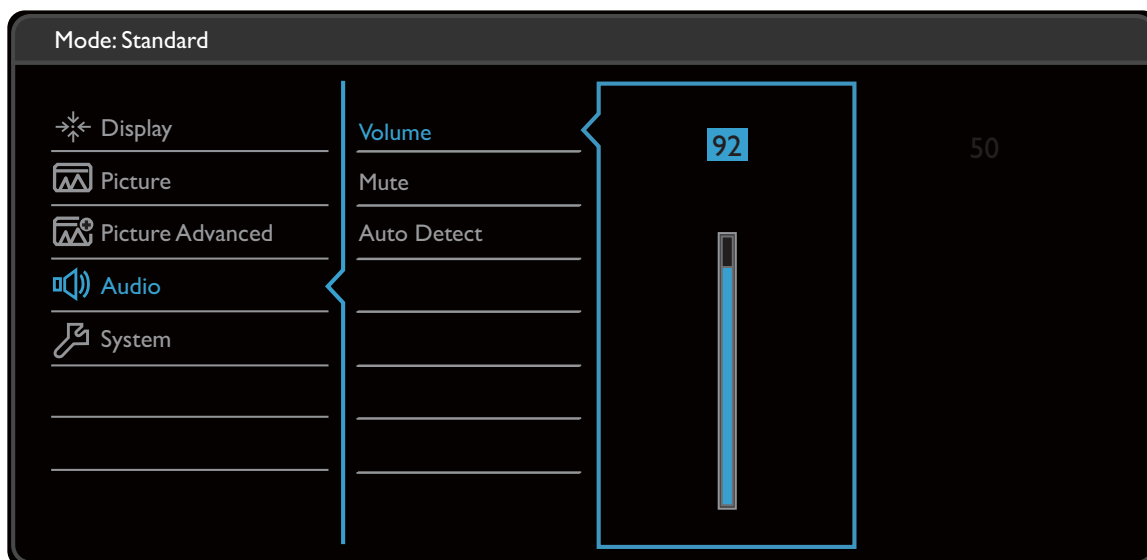 Mode: Standard
Display
Picture
Picture Advanced
Audio
System
Volume
Mute
Auto Detect
92
50